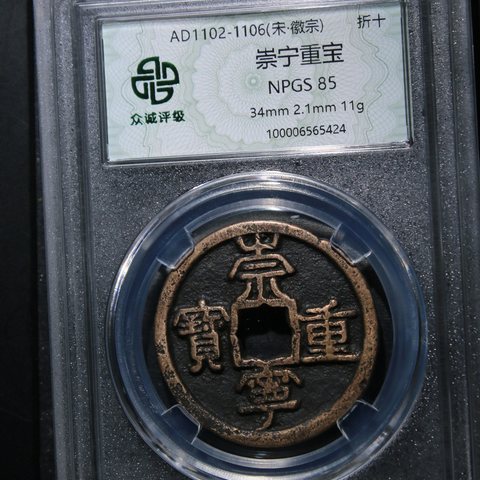 AD1102-1106(宋·徽宗) 折十
崇宁重宝
NPGS 85
34mm 2.1mm 11g
100006565424
众诚评级
崇
寶 重
寧